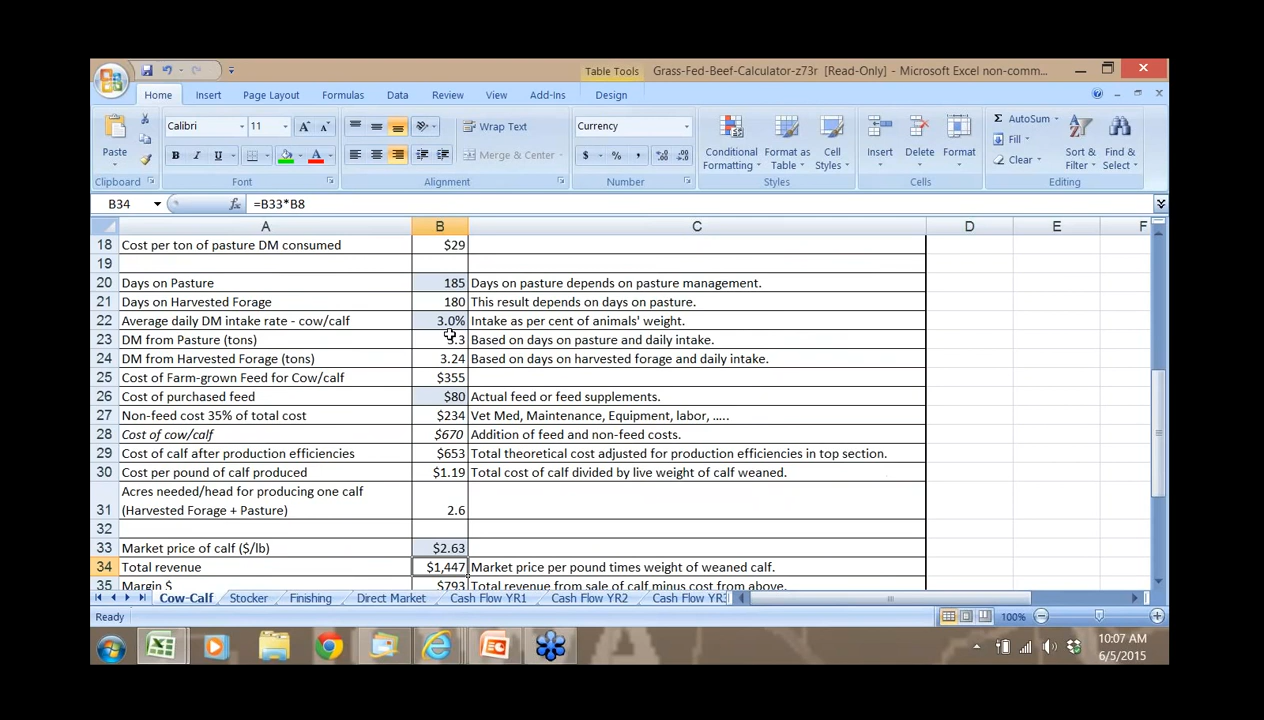 Table Tools
Grass-Fed-Beef-Calculator-z73r [Read-Only] - Microsoft Excel non-comm...
Home Insert Page Layout Formulas Data Review View Add-Ins Design
Paste
Calibri 11
B I U
Wrap Text
Merge & Center
Currency
$ % ,
Conditional Formatting
Format as Table
Cell Styles
Insert Delete Format
Σ AutoSum
Fill
Clear
Sort & Filter
Find & Select
Clipboard Font Alignment Number Styles Cells Editing
B34 fx =B33*B8
A B C D E F
18 Cost per ton of pasture DM consumed $29
19
20 Days on Pasture 185 Days on pasture depends on pasture management.
21 Days on Harvested Forage 180 This result depends on days on pasture.
22 Average daily DM intake rate - cow/calf 3.0% Intake as per cent of animals' weight.
23 DM from Pasture (tons) Based on days on pasture and daily intake.
24 DM from Harvested Forage (tons) 3.24 Based on days on harvested forage and daily intake.
25 Cost of Farm-grown Feed for Cow/calf $355
26 Cost of purchased feed $80 Actual feed or feed supplements.
27 Non-feed cost 35% of total cost $234 Vet Med, Maintenance, Equipment, labor, .....
28 Cost of cow/calf $670 Addition of feed and non-feed costs.
29 Cost of calf after production efficiencies $653 Total theoretical cost adjusted for production efficiencies in top section.
30 Cost per pound of calf produced $1.19 Total cost of calf divided by live weight of calf weaned.
Acres needed/head for producing one calf
31 (Harvested Forage + Pasture) 2.6
32
33 Market price of calf ($/lb) $2.63
34 Total revenue $1,447 Market price per pound times weight of weaned calf.
35 Margin $ $793 Total revenue from sale of calf minus cost from above.
Cow-Calf Stocker Finishing Direct Market Cash Flow YR1 Cash Flow YR2 Cash Flow YR3
Ready 100%
10:07 AM
6/5/2015